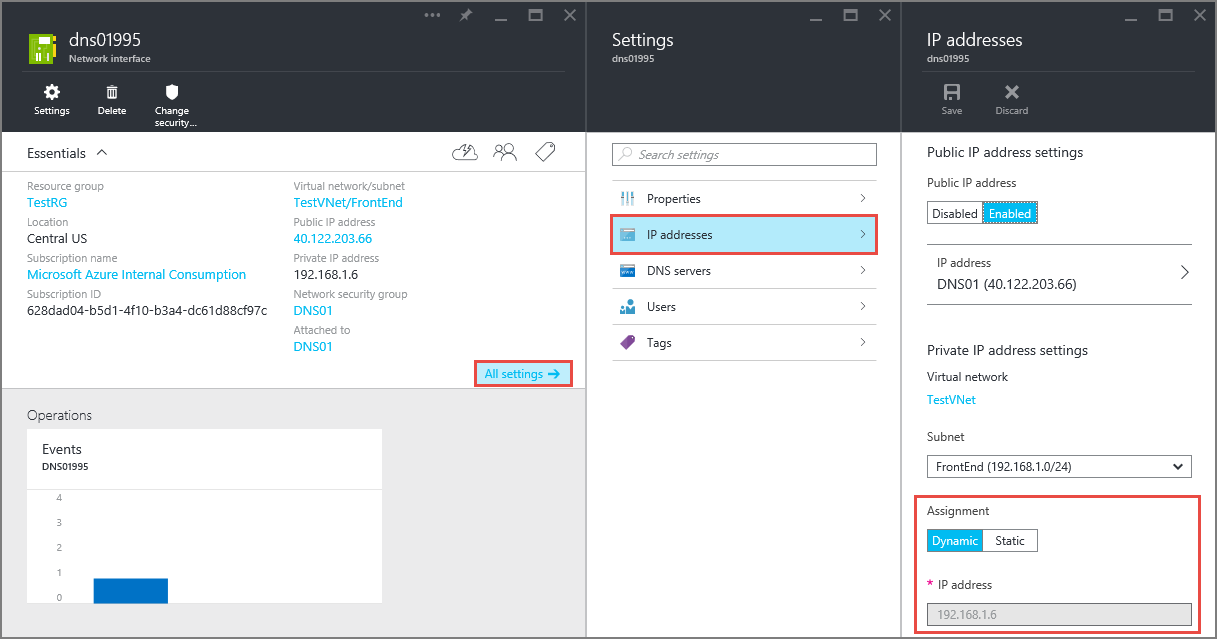 dns01995
Network interface
Settings
Delete
Change
security...
Essentials
Resource group
TestRG
Location
Central US
Subscription name
Microsoft Azure Internal Consumption
Subscription ID
628dad04-b5d1-4f10-b3a4-dc61d88cf97c
Virtual network/subnet
TestVNet/FrontEnd
Public IP address
40.122.203.66
Private IP address
192.168.1.6
Network security group
DNS01
Attached to
DNS01
All settings
Operations
Events
DNS01995
4
3
2
1
0
Settings
dns01995
Search settings
Properties
IP addresses
DNS servers
Users
Tags
IP addresses
dns01995
Save
Discard
Public IP address settings
Public IP address
Disabled Enabled
IP address
DNS01 (40.122.203.66)
Private IP address settings
Virtual network
TestVNet
Subnet
FrontEnd (192.168.1.0/24)
Assignment
Dynamic Static
* IP address
192.168.1.6